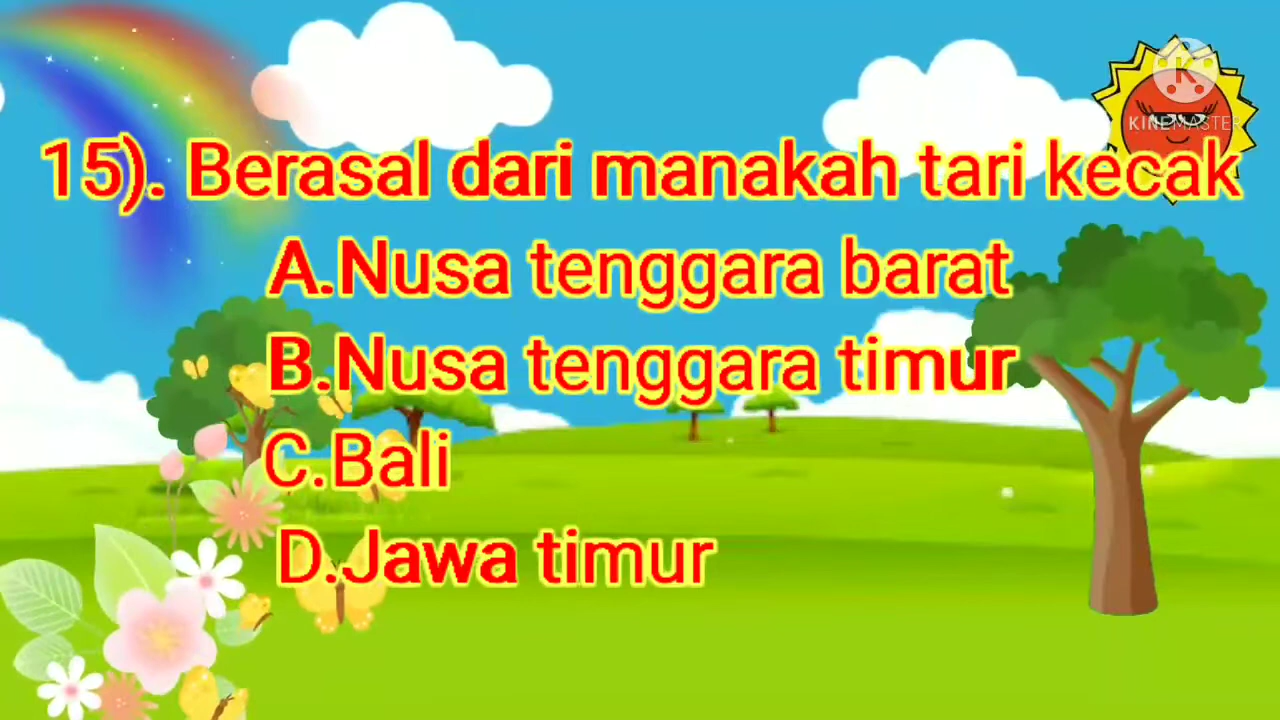 KINEMASTER
15). Berasal dari manakah tari kecak
A.Nusa tenggara barat
B.Nusa tenggara timur
C.Bali
D.Jawa timur